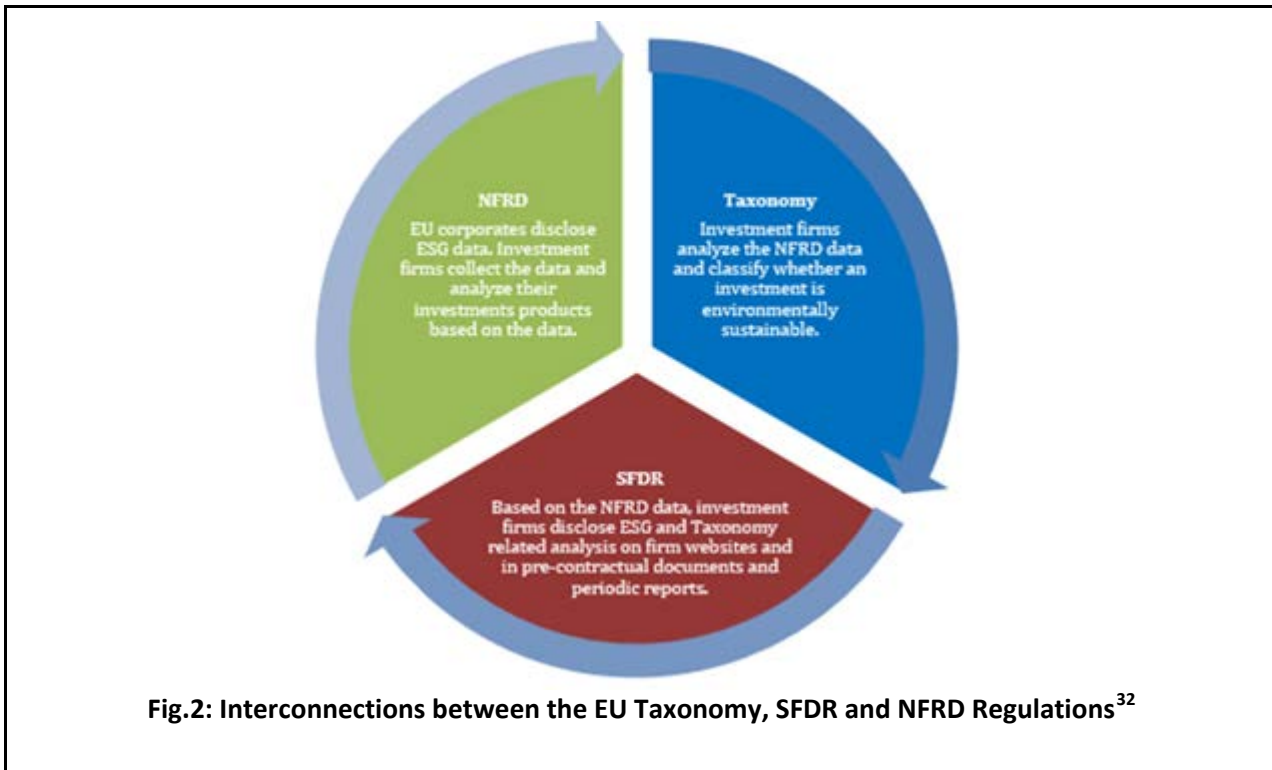 NFRD
EU corporates disclose
ESG data. Investment
firms collect the data and
analyze their
investments products
based on the data.
Taxonomy
Investment firms
analyze the NFRD data
and classify whether an
investment is
environmentally
sustainable.
SFDR
Based on the NFRD data, investment
firms disclose ESG and Taxonomy
related analysis on firm websites and
in pre-contractual documents and
periodic reports.
Fig.2: Interconnections between the EU Taxonomy, SFDR and NFRD Regulations32